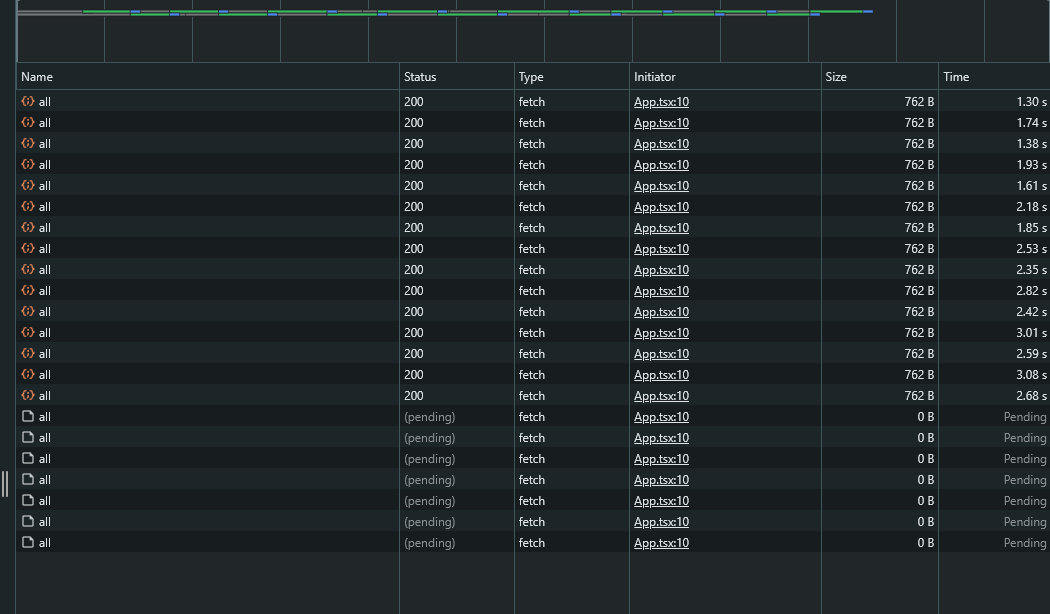 Name Status Type Initiator Size Time
all 200 fetch App.tsx:10 762 B 1.30 s
all 200 fetch App.tsx:10 762 B 1.74 s
all 200 fetch App.tsx:10 762 B 1.38 s
all 200 fetch App.tsx:10 762 B 1.93 s
all 200 fetch App.tsx:10 762 B 1.61 s
all 200 fetch App.tsx:10 762 B 2.18 s
all 200 fetch App.tsx:10 762 B 1.85 s
all 200 fetch App.tsx:10 762 B 2.53 s
all 200 fetch App.tsx:10 762 B 2.35 s
all 200 fetch App.tsx:10 762 B 2.82 s
all 200 fetch App.tsx:10 762 B 2.42 s
all 200 fetch App.tsx:10 762 B 3.01 s
all 200 fetch App.tsx:10 762 B 2.59 s
all 200 fetch App.tsx:10 762 B 3.08 s
all 200 fetch App.tsx:10 762 B 2.68 s
all (pending) fetch App.tsx:10 0 B Pending
all (pending) fetch App.tsx:10 0 B Pending
all (pending) fetch App.tsx:10 0 B Pending
all (pending) fetch App.tsx:10 0 B Pending
all (pending) fetch App.tsx:10 0 B Pending
all (pending) fetch App.tsx:10 0 B Pending
all (pending) fetch App.tsx:10 0 B Pending